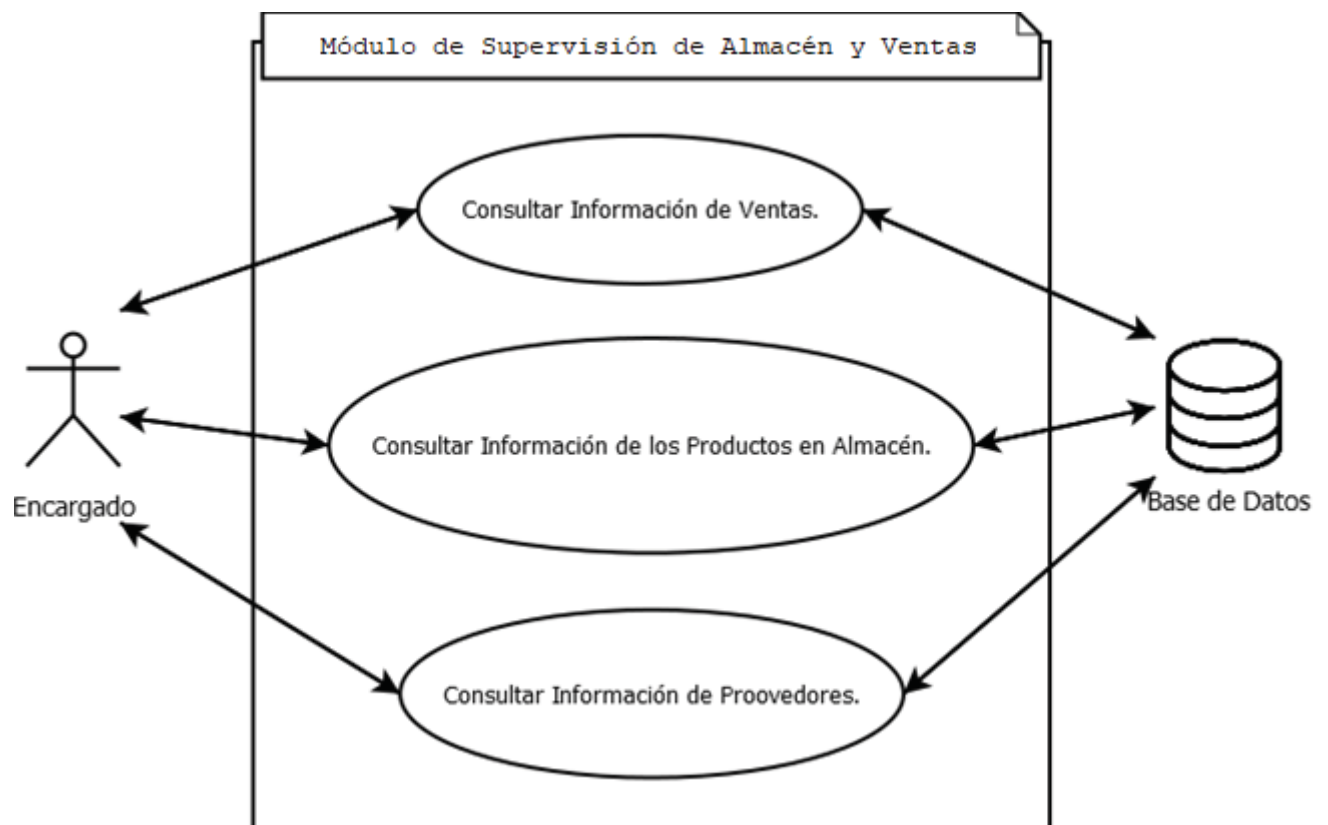 Módulo de Supervisión de Almacén y Ventas
Consultar Información de Ventas.
Consultar Información de los Productos en Almacén.
Encargado
Base de Datos
Consultar Información de Proovedores.